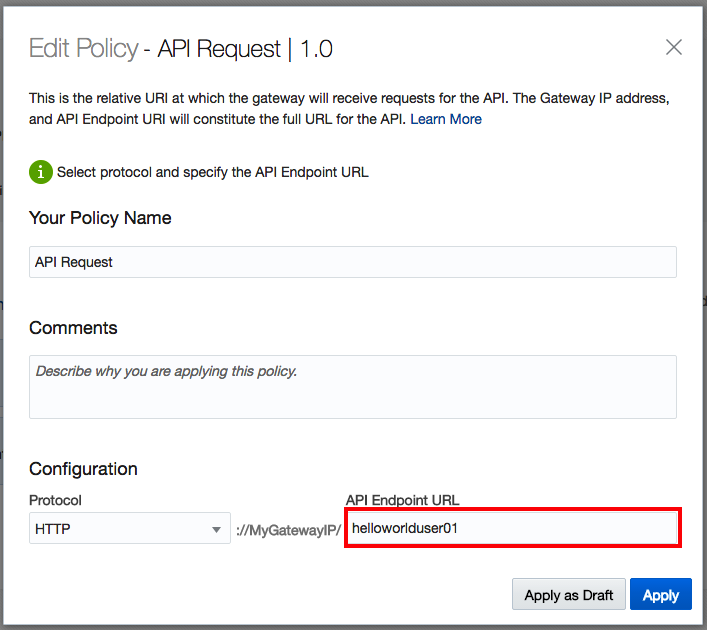 Edit Policy - API Request | 1.0
This is the relative URI at which the gateway will receive requests for the API. The Gateway IP address,
and API Endpoint URI will constitute the full URL for the API. Learn More
Select protocol and specify the API Endpoint URL
Your Policy Name
API Request
Comments
Describe why you are applying this policy.
Configuration
Protocol
API Endpoint URL
HTTP
://MyGatewayIP/
helloworlduser01
Apply as Draft
Apply